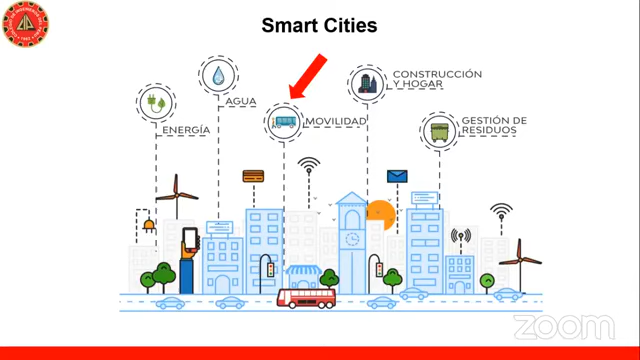 Smart Cities
CONSTRUCCIÓN
Y HOGAR
AGUA
MOVILIDAD
ENERGÍA
GESTIÓN DE
RESIDUOS
zoom